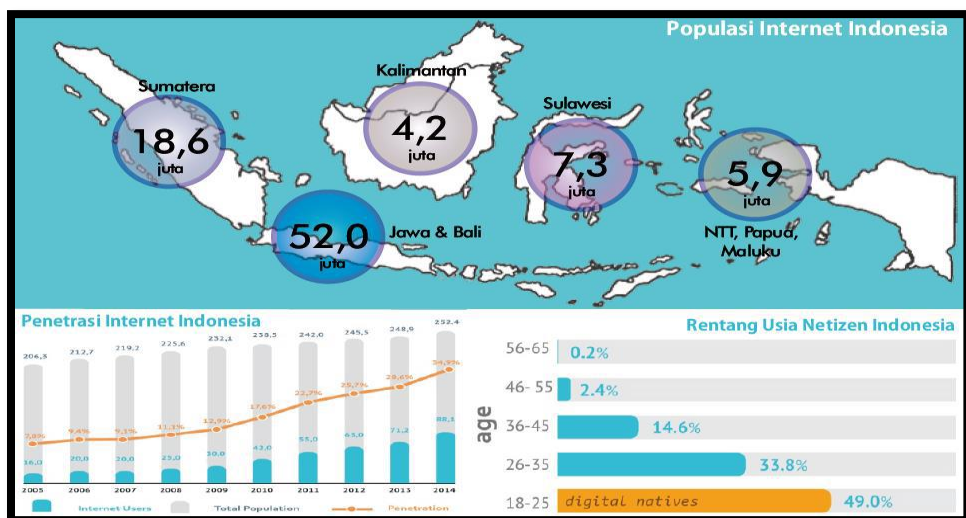 Populasi Internet Indonesia
Sumatera
18,6
juta
Kalimantan
4,2
juta
Sulawesi
7,3
juta
5,9
juta
NTT, Papua,
Maluku
52,0
juta
Jawa & Bali
Penetrasi Internet Indonesia
206,3 212,7 219.2 225,6 232,1 238,5 242.0 245,5 248,9 252.4
7,8% 9,4% 9,1% 11,1% 12,9% 17,6% 22,7% 25,7% 28,6% 34,9%
16,0 20,0 20,0 25,0 30,0 42,0 55,0 63,0 71,2 88,1
2005 2006 2007 2008 2009 2010 2011 2012 2013 2014
Internet Users Total Population Penetration
Rentang Usia Netizen Indonesia
age
56-65 0.2%
46- 55 2.4%
36-45 14.6%
26-35 33.8%
18-25 digital natives 49.0%